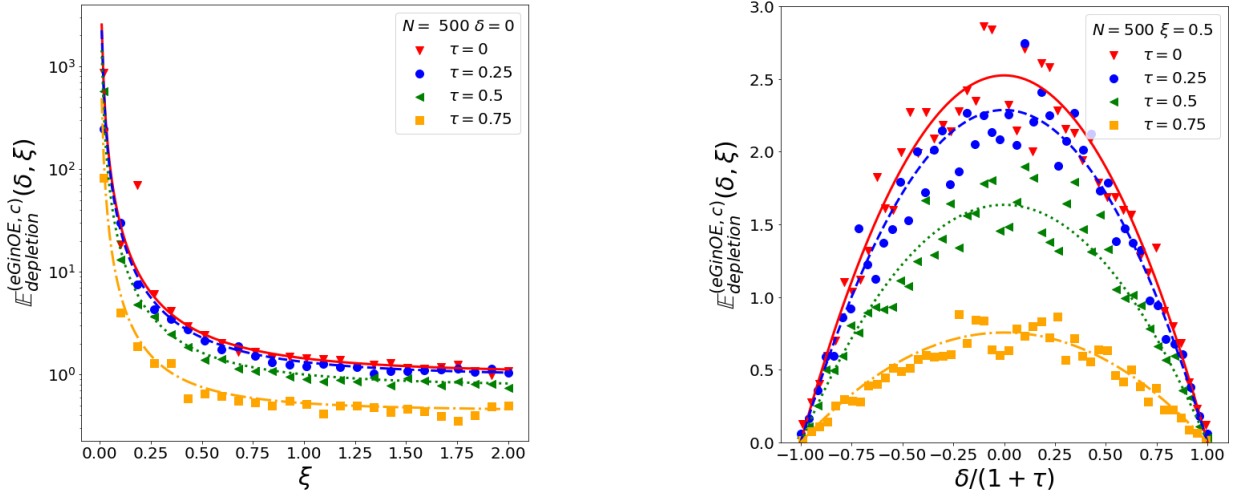 N = 500 δ = 0
τ = 0
τ = 0.25
τ = 0.5
τ = 0.75
10³
10²
10¹
10⁰
𝔼_{depletion}^{(eGinOE, c)}(δ, ξ)
0.00 0.25 0.50 0.75 1.00 1.25 1.50 1.75 2.00
ξ
N = 500 ξ = 0.5
τ = 0
τ = 0.25
τ = 0.5
τ = 0.75
3.0
2.5
2.0
1.5
1.0
0.5
0.0
𝔼_{depletion}^{(eGinOE, c)}(δ, ξ)
−1.00 −0.75 −0.50 −0.25 0.00 0.25 0.50 0.75 1.00
δ/(1 + τ)